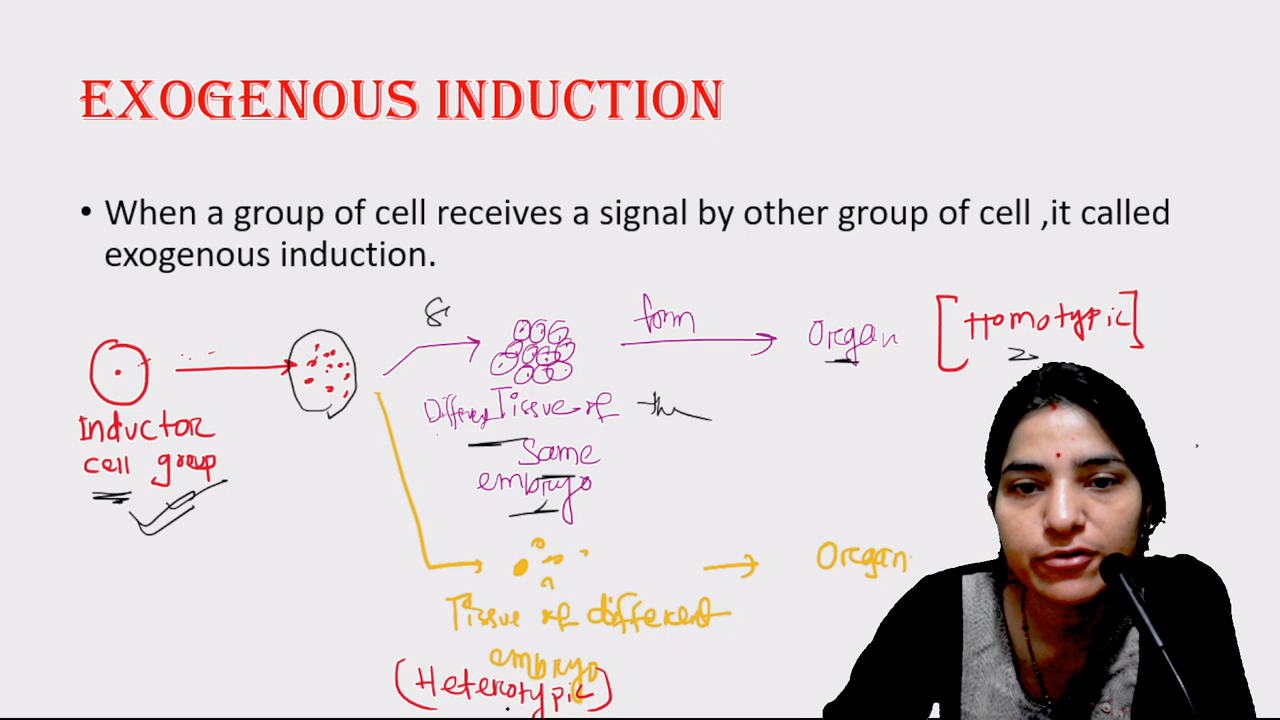 EXOGENOUS INDUCTION
• When a group of cell receives a signal by other group of cell ,it called
exogenous induction.
form
Organ
[Homotypic]
Inductor
cell group
Different Tissue of the
Same
embryo
Organ
Tissue of different
embryo
(Heterotypic)